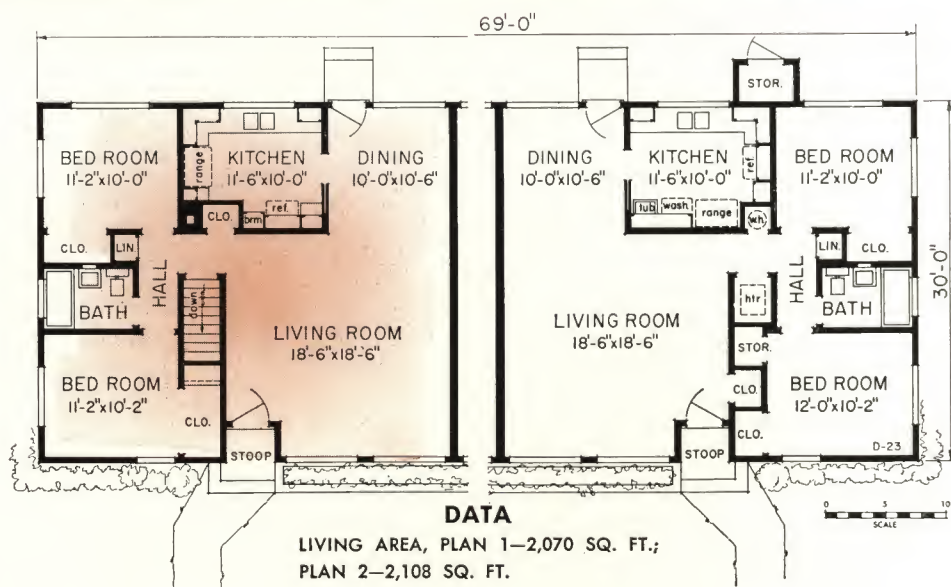 69'-0"
STOR.
BED ROOM
11'-2"x10'-0"
range
KITCHEN
11'-6"x10'-0"
DINING
10'-0"x10'-6"
CLO.
brm
ref.
CLO.
LIN.
HALL
BATH
down
LIVING ROOM
18'-6"x18'-6"
BED ROOM
11'-2"x10'-2"
CLO.
STOOP
DINING
10'-0"x10'-6"
KITCHEN
11'-6"x10'-0"
ref.
tub
wash
range
w.h.
BED ROOM
11'-2"x10'-0"
LIN.
CLO.
HALL
BATH
htr
LIVING ROOM
18'-6"x18'-6"
STOR.
CLO.
BED ROOM
12'-0"x10'-2"
CLO.
STOOP
D-23
30'-0"
0 5 10
SCALE
DATA
LIVING AREA, PLAN 1—2,070 SQ. FT.;
PLAN 2—2,108 SQ. FT.